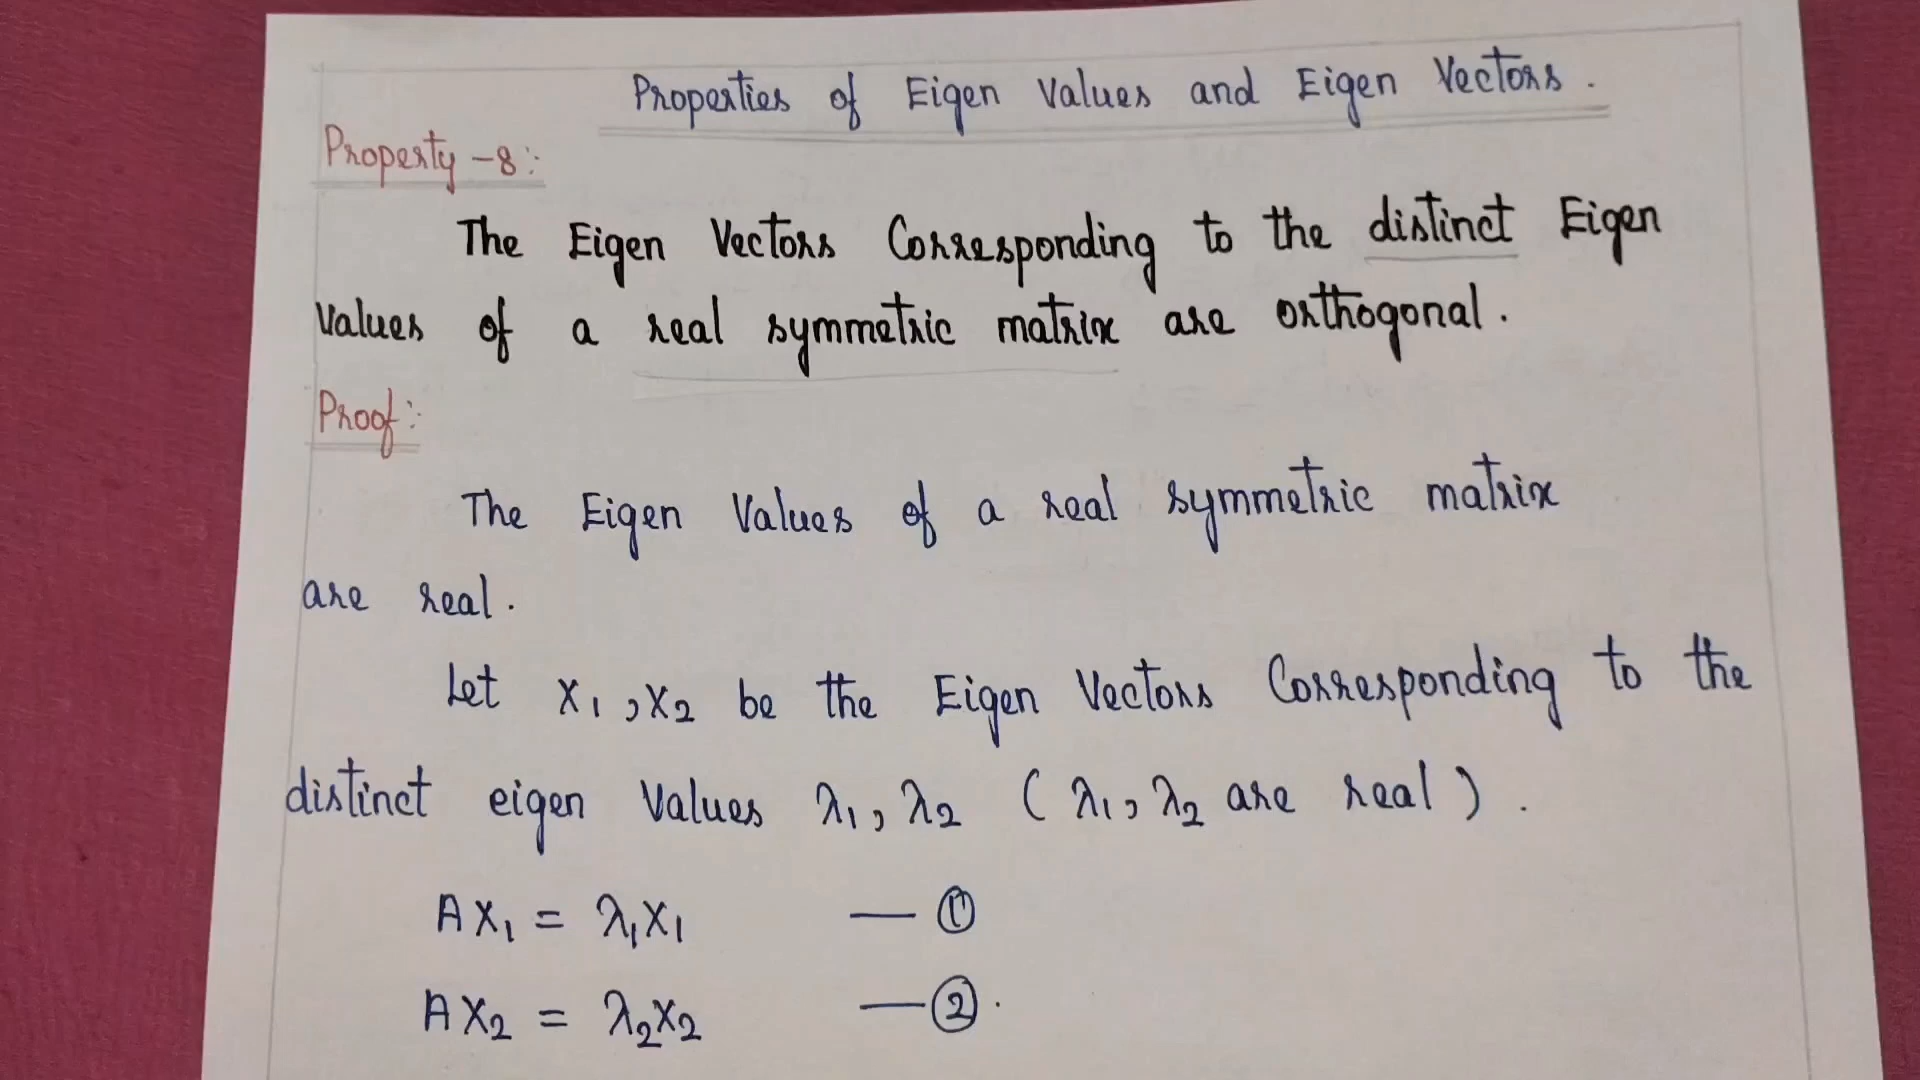 Properties of Eigen Values and Eigen Vectors.
Property -8:
The Eigen Vectors Corresponding to the distinct Eigen
Values of a real symmetric matrix are orthogonal.
Proof:
The Eigen Values of a real symmetric matrix
are real.
Let X₁, X₂ be the Eigen Vectors Corresponding to the
distinct eigen Values λ₁, λ₂ (λ₁, λ₂ are real).
AX₁ = λ₁X₁ — ①
AX₂ = λ₂X₂ — ②.